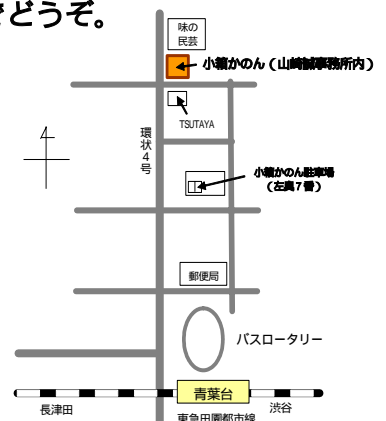 どうぞ。
味の
民芸
小箱かのん(山崎誠事務所内)
TSUTAYA
環状4号
小箱かのん駐車場
(左奥7番)
郵便局
バスロータリー
青葉台
長津田
渋谷
東急田園都市線